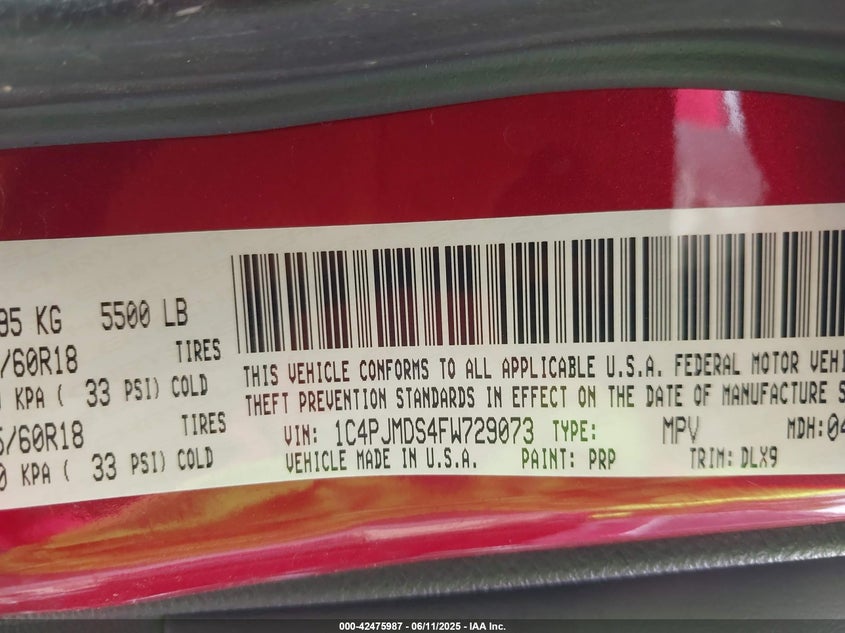 95 KG 5500 LB
/60R18 TIRES
KPA ( 33 PSI) COLD
5/60R18 TIRES
0 KPA ( 33 PSI) COLD
THIS VEHICLE CONFORMS TO ALL APPLICABLE U.S.A. FEDERAL MOTOR VEHI
THEFT PREVENTION STANDARDS IN EFFECT ON THE DATE OF MANUFACTURE S
VIN: 1C4PJMDS4FW729073 TYPE: MPV MDH: 04
VEHICLE MADE IN U.S.A. PAINT: PRP TRIM: DLX9
000-42475987 - 06/11/2025 - IAA Inc.